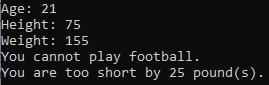 Age: 21
Height: 75
Weight: 155
You cannot play football.
You are too short by 25 pound(s).